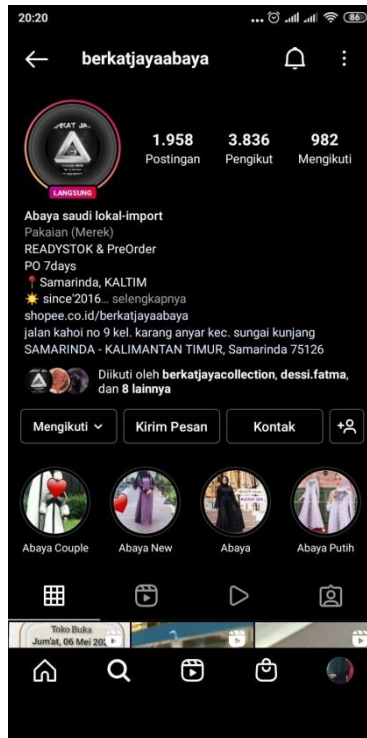 20:20
86
berkatjayaabaya
LANGSUNG
1.958
Postingan
3.836
Pengikut
982
Mengikuti
Abaya saudi lokal-import
Pakaian (Merek)
READYSTOK & PreOrder
PO 7days
📍Samarinda, KALTIM
☀️ since'2016... selengkapnya
shopee.co.id/berkatjayaabaya
jalan kahoi no 9 kel. karang anyar kec. sungai kunjang
SAMARINDA - KALIMANTAN TIMUR, Samarinda 75126
Diikuti oleh berkatjayacollection, dessi.fatma,
dan 8 lainnya
Mengikuti
Kirim Pesan
Kontak
Abaya Couple
Abaya New
Abaya
Abaya Putih
Toko Buka
Jum'at, 06 Mei